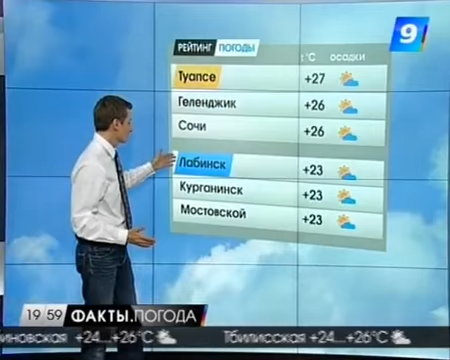 9
РЕЙТИНГ ПОГОДЫ
t °C осадки
Туапсе +27
Геленджик +26
Сочи +26
Лабинск +23
Курганинск +23
Мостовской +23
19 59 ФАКТЫ.ПОГОДА
новская +24...+26°C Тбилисская +24...+26°C